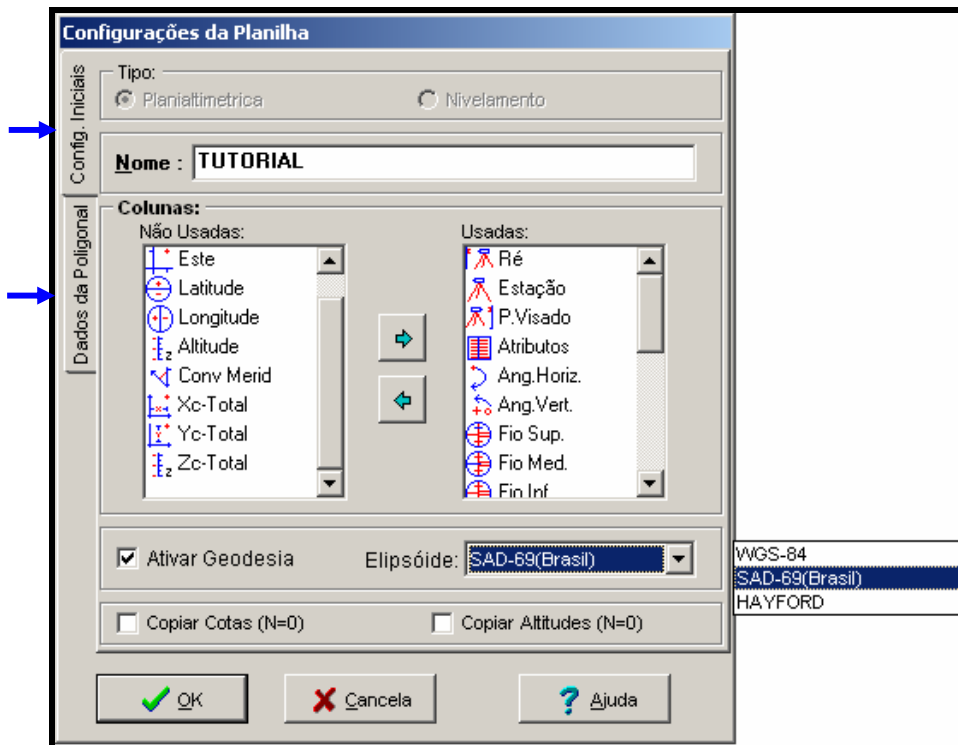 Configurações da Planilha
Config. Iniciais
Dados da Poligonal
Tipo:
Planialtimetrica
Nivelamento
Nome : TUTORIAL
Colunas:
Não Usadas:
Este
Latitude
Longitude
Altitude
Conv Merid
Xc-Total
Yc-Total
Zc-Total
Usadas:
Ré
Estação
P.Visado
Atributos
Ang.Horiz.
Ang.Vert.
Fio Sup.
Fio Med.
Fio Inf
Ativar Geodesia
Elipsóide: SAD-69(Brasil)
WGS-84
SAD-69(Brasil)
HAYFORD
Copiar Cotas (N=0)
Copiar Altitudes (N=0)
OK
Cancela
Ajuda